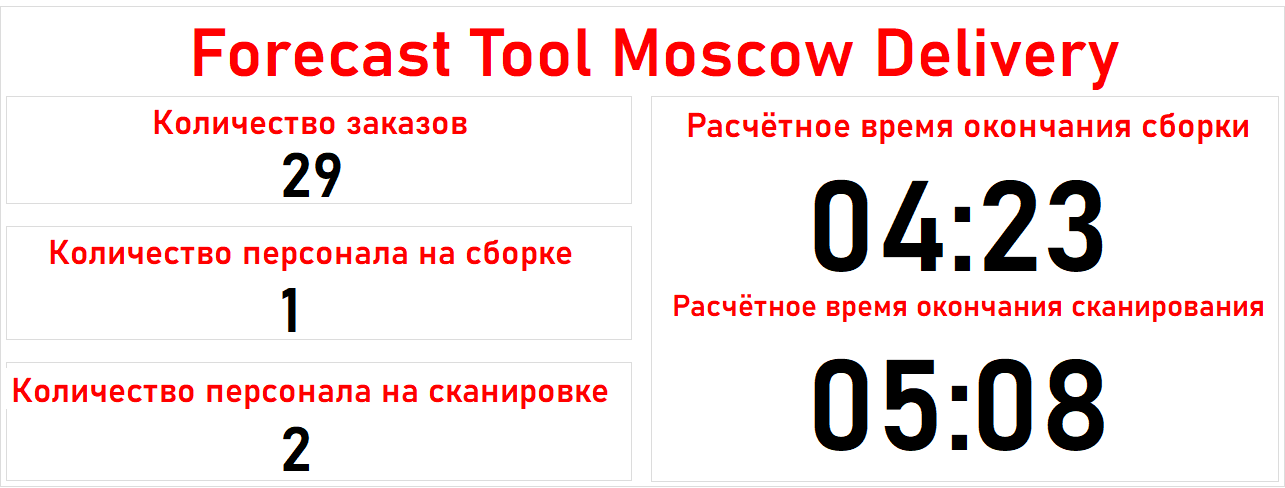 Forecast Tool Moscow Delivery
Количество заказов
29
Количество персонала на сборке
1
Количество персонала на сканировке
2
Расчётное время окончания сборки
04:23
Расчётное время окончания сканирования
05:08